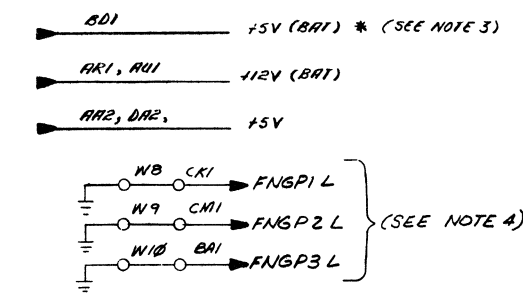 BD1 +5V (BAT) * (SEE NOTE 3)
AR1, AU1 +12V (BAT)
AA2, DA2, +5V
W8 CK1 FNGP1 L
W9 CM1 FNGP2 L (SEE NOTE 4)
W10 BA1 FNGP3 L